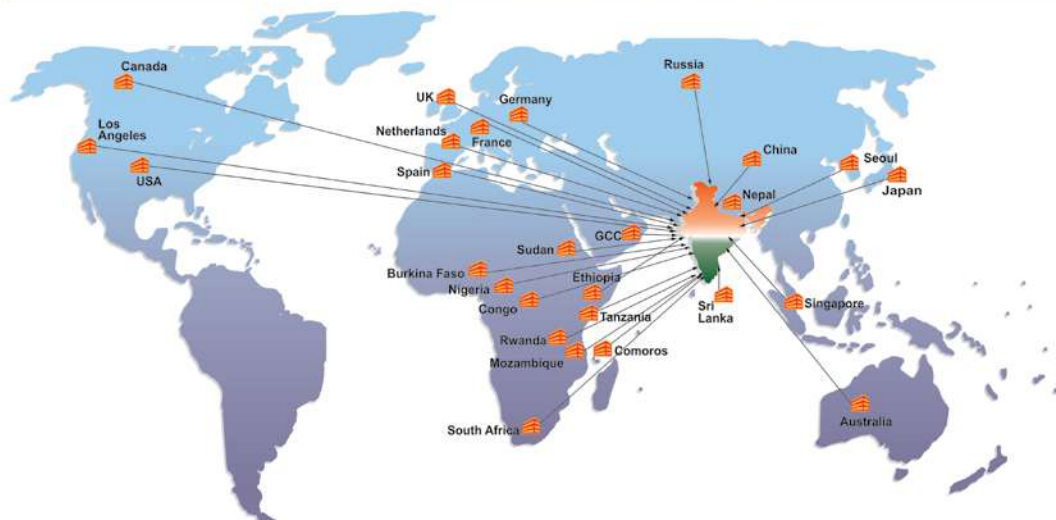 Canada
Russia
UK
Germany
Los
Angeles
Netherlands
France
China
Seoul
USA
Spain
Japan
Nepal
GCC
Sudan
Burkina Faso
Ethiopia
Nigeria
Congo
Sri
Lanka
Singapore
Tanzania
Rwanda
Comoros
Mozambique
Australia
South Africa